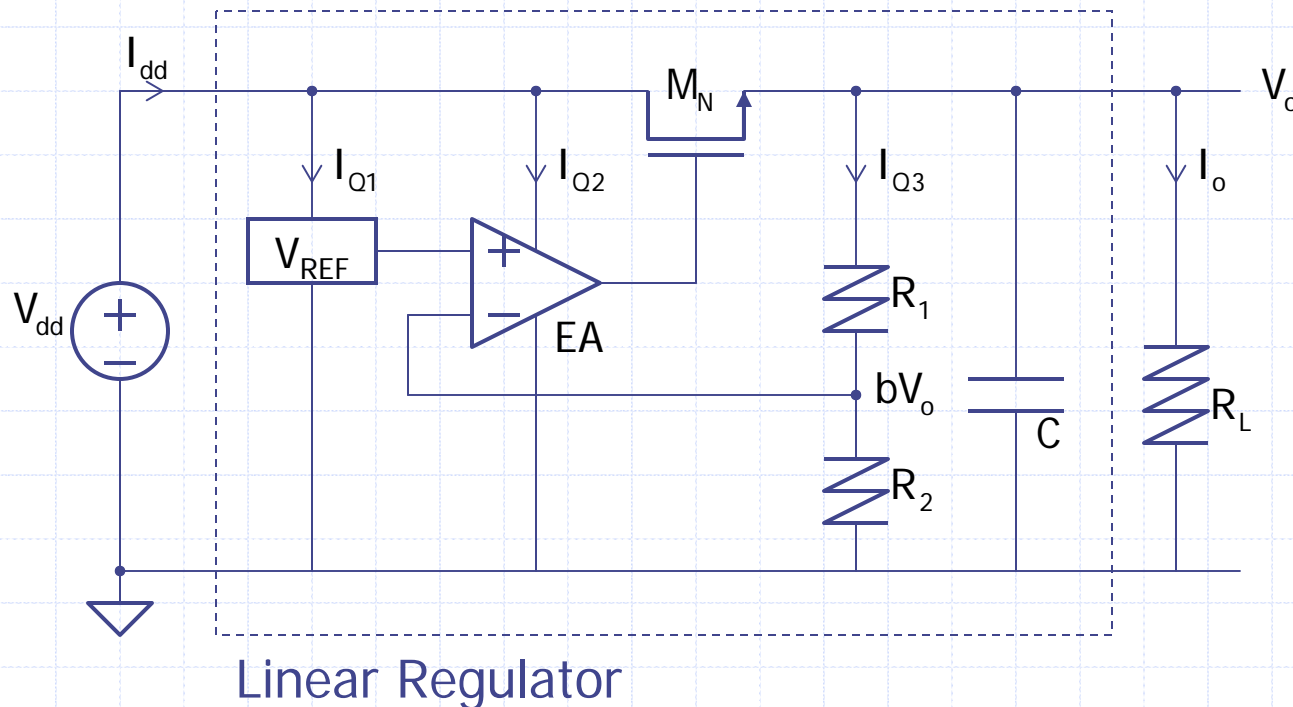 I_dd
M_N
V_o
I_Q1
I_Q2
I_Q3
I_o
V_REF
+
−
EA
V_dd
+
−
R_1
bV_o
C
R_L
R_2
Linear Regulator